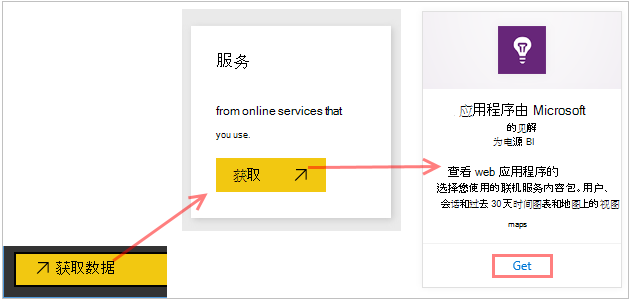 服务
from online services that
you use.
获取
获取数据
应用程序由 Microsoft
的见解
为电源 BI
查看 web 应用程序的
选择您使用的联机服务内容包。用户、
会话和过去 30 天时间图表和地图上的视图
maps
Get